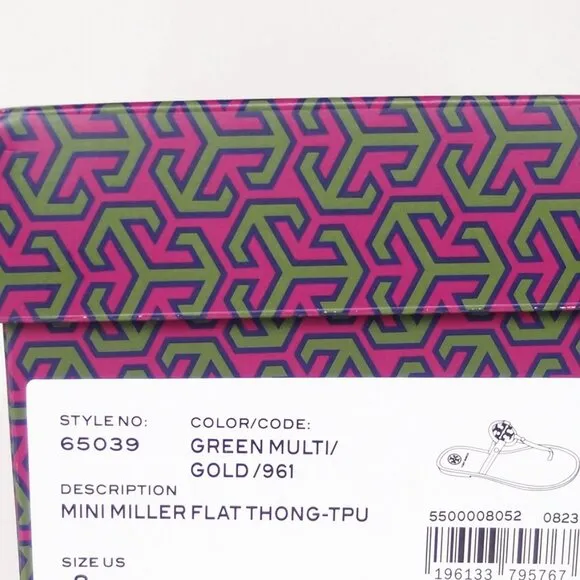 STYLE NO:
65039
COLOR/CODE:
GREEN MULTI/
GOLD /961
DESCRIPTION
MINI MILLER FLAT THONG-TPU
5500008052 0823
196133 795767
SIZE US